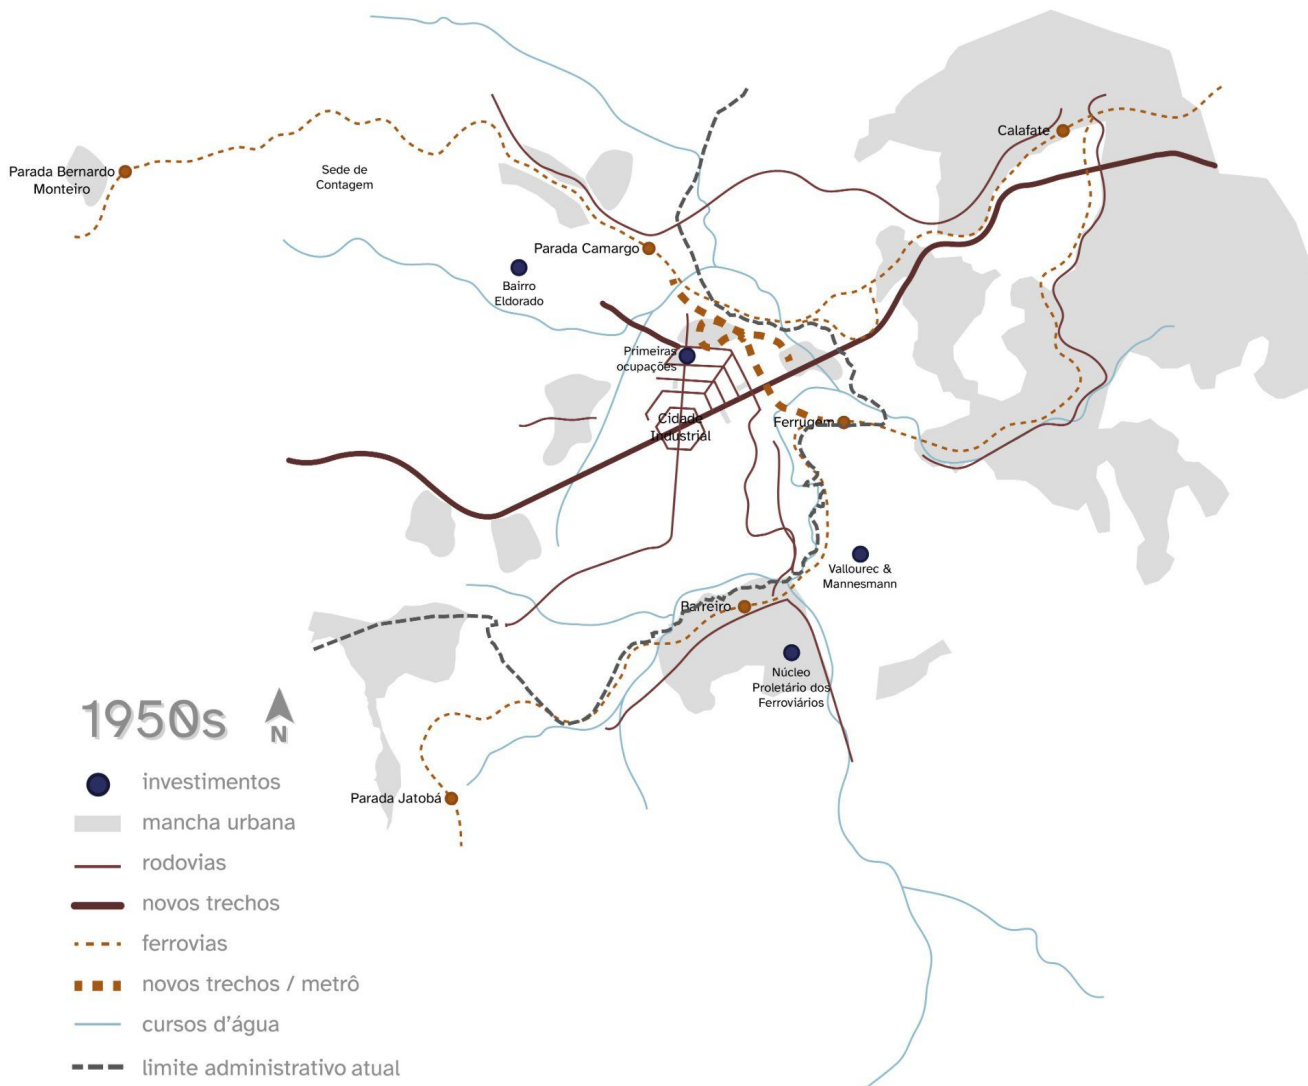 Calafate
Parada Bernardo
Monteiro
Sede de
Contagem
Parada Camargo
Bairro
Eldorado
Primeiras
ocupações
Cidade
Industrial
Ferrugem
Vallourec &
Mannesmann
Barreiro
Núcleo
Proletário dos
Ferroviários
Parada Jatobá
1950s
N
investimentos
mancha urbana
rodovias
novos trechos
ferrovias
novos trechos / metrô
cursos d'água
limite administrativo atual